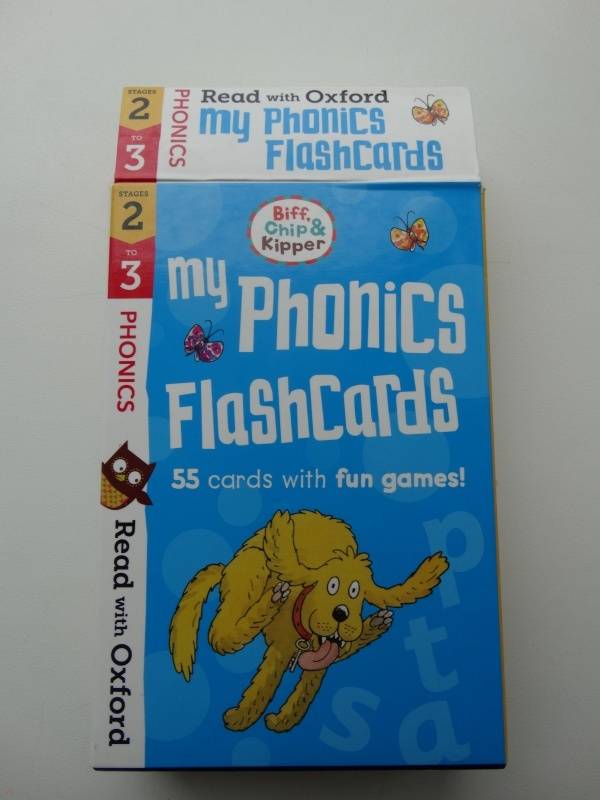 STAGES
2
TO
3
PHONICS
Read with Oxford
my Phonics
FlashCards
STAGES
2
TO
3
PHONICS
Read with Oxford
Biff,
Chip &
Kipper
my Phonics
FlashCards
55 cards with fun games!
p
t
s a